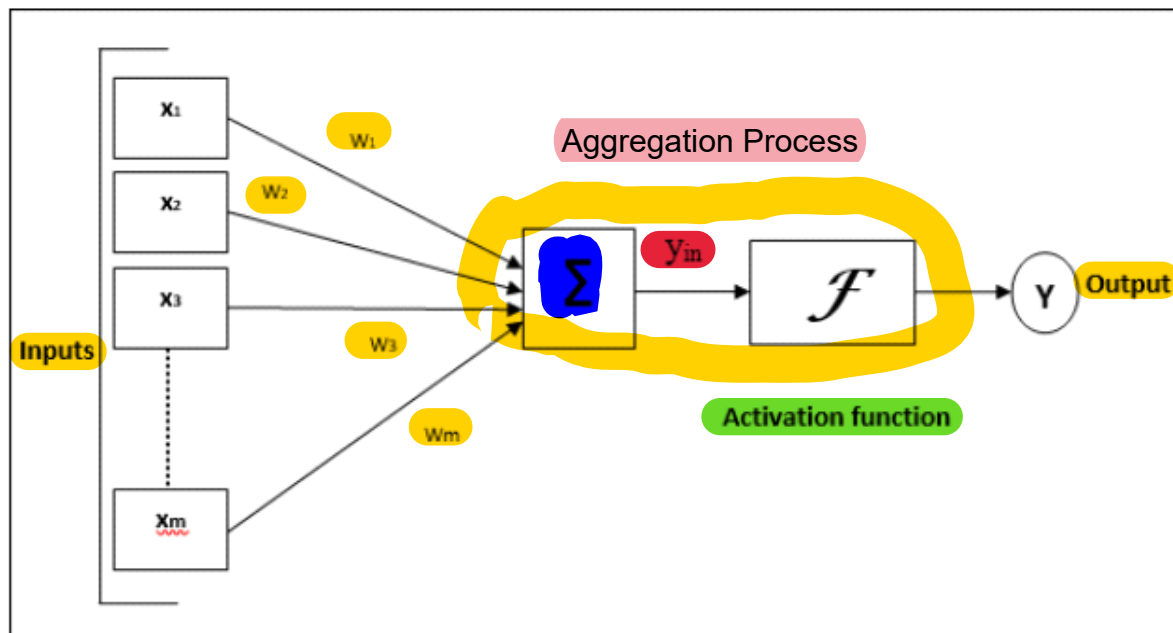 x1
W1
Aggregation Process
x2
W2
x3
Σ
yin
F
Y
Output
Inputs
W3
Activation function
Wm
xm